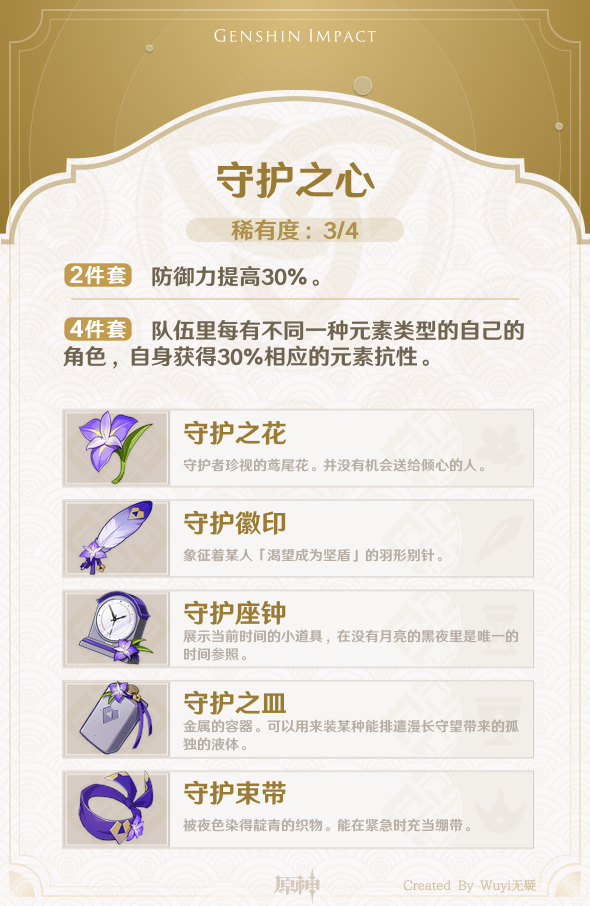 GENSHIN IMPACT
守护之心
稀有度：3/4
2件套 防御力提高30%。
4件套 队伍里每有不同一种元素类型的自己的
角色，自身获得30%相应的元素抗性。
守护之花
守护者珍视的鸢尾花。并没有机会送给倾心的人。
守护徽印
象征着某人「渴望成为坚盾」的羽形别针。
守护座钟
展示当前时间的小道具，在没有月亮的黑夜里是唯一的
时间参照。
守护之皿
金属的容器。可以用来装某种能排遣漫长守望带来的孤
独的液体。
守护束带
被夜色染得靛青的织物。能在紧急时充当绷带。
原神
Created By Wuyi无疑